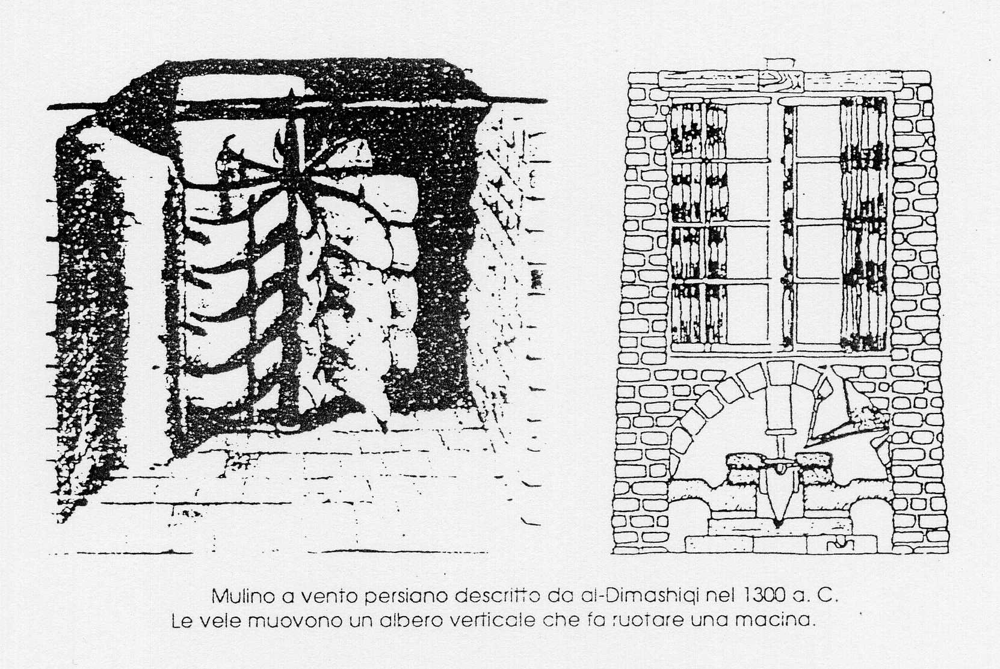 Mulino a vento persiano descritto da al-Dimashiqi nel 1300 a. C.
Le vele muovono un albero verticale che fa ruotare una macina.